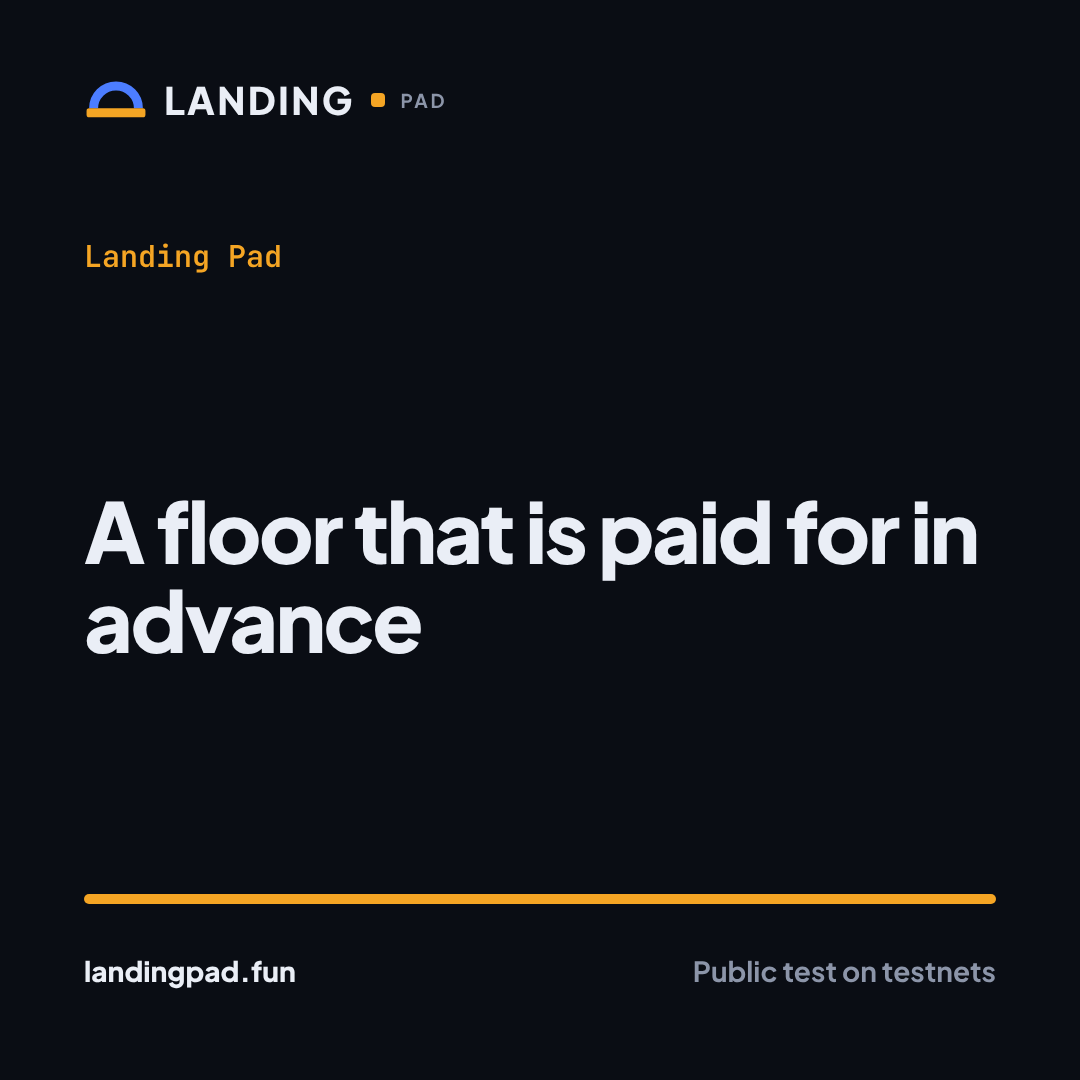 LANDING PAD
Landing Pad
A floor that is paid for in
advance
landingpad.fun
Public test on testnets